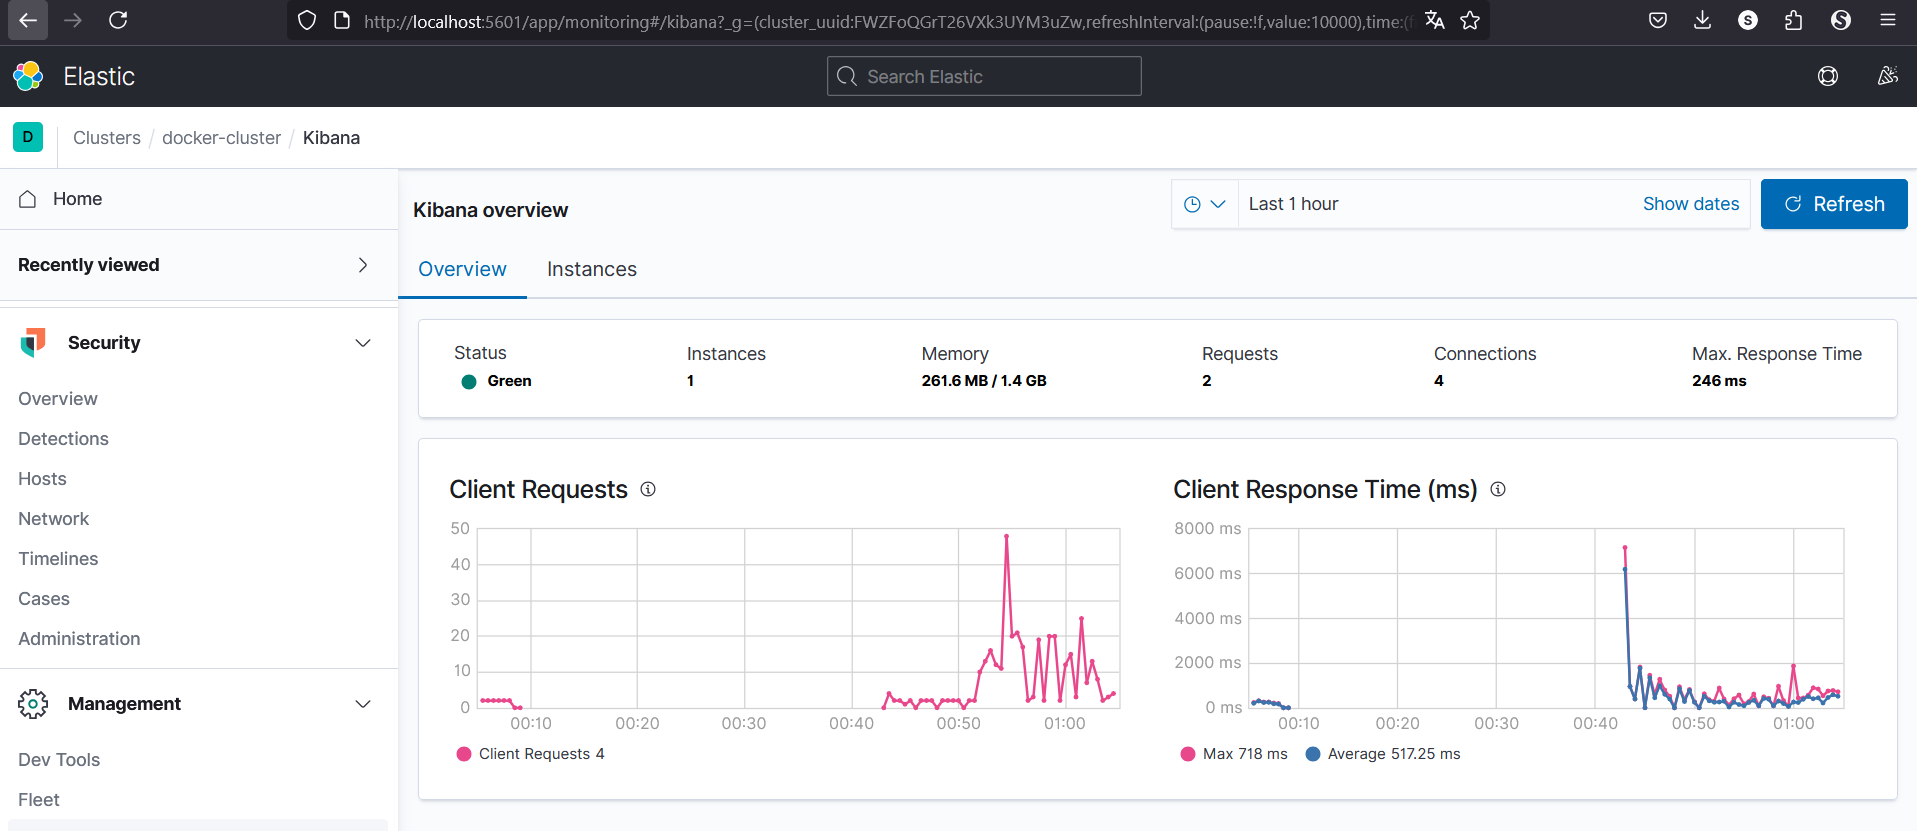 http://localhost:5601/app/monitoring#/kibana?_g=(cluster_uuid:FWZFoQGrT26VXk3UYM3uZw,refreshInterval:(pause:!f,value:10000),time:(f
S
Elastic
Search Elastic
D
Clusters / docker-cluster / Kibana
Home
Recently viewed
Security
Overview
Detections
Hosts
Network
Timelines
Cases
Administration
Management
Dev Tools
Fleet
Kibana overview
Last 1 hour
Show dates
Refresh
Overview
Instances
Status
Green
Instances
1
Memory
261.6 MB / 1.4 GB
Requests
2
Connections
4
Max. Response Time
246 ms
Client Requests
50
40
30
20
10
0
00:10 00:20 00:30 00:40 00:50 01:00
Client Requests 4
Client Response Time (ms)
8000 ms
6000 ms
4000 ms
2000 ms
0 ms
00:10 00:20 00:30 00:40 00:50 01:00
Max 718 ms
Average 517.25 ms